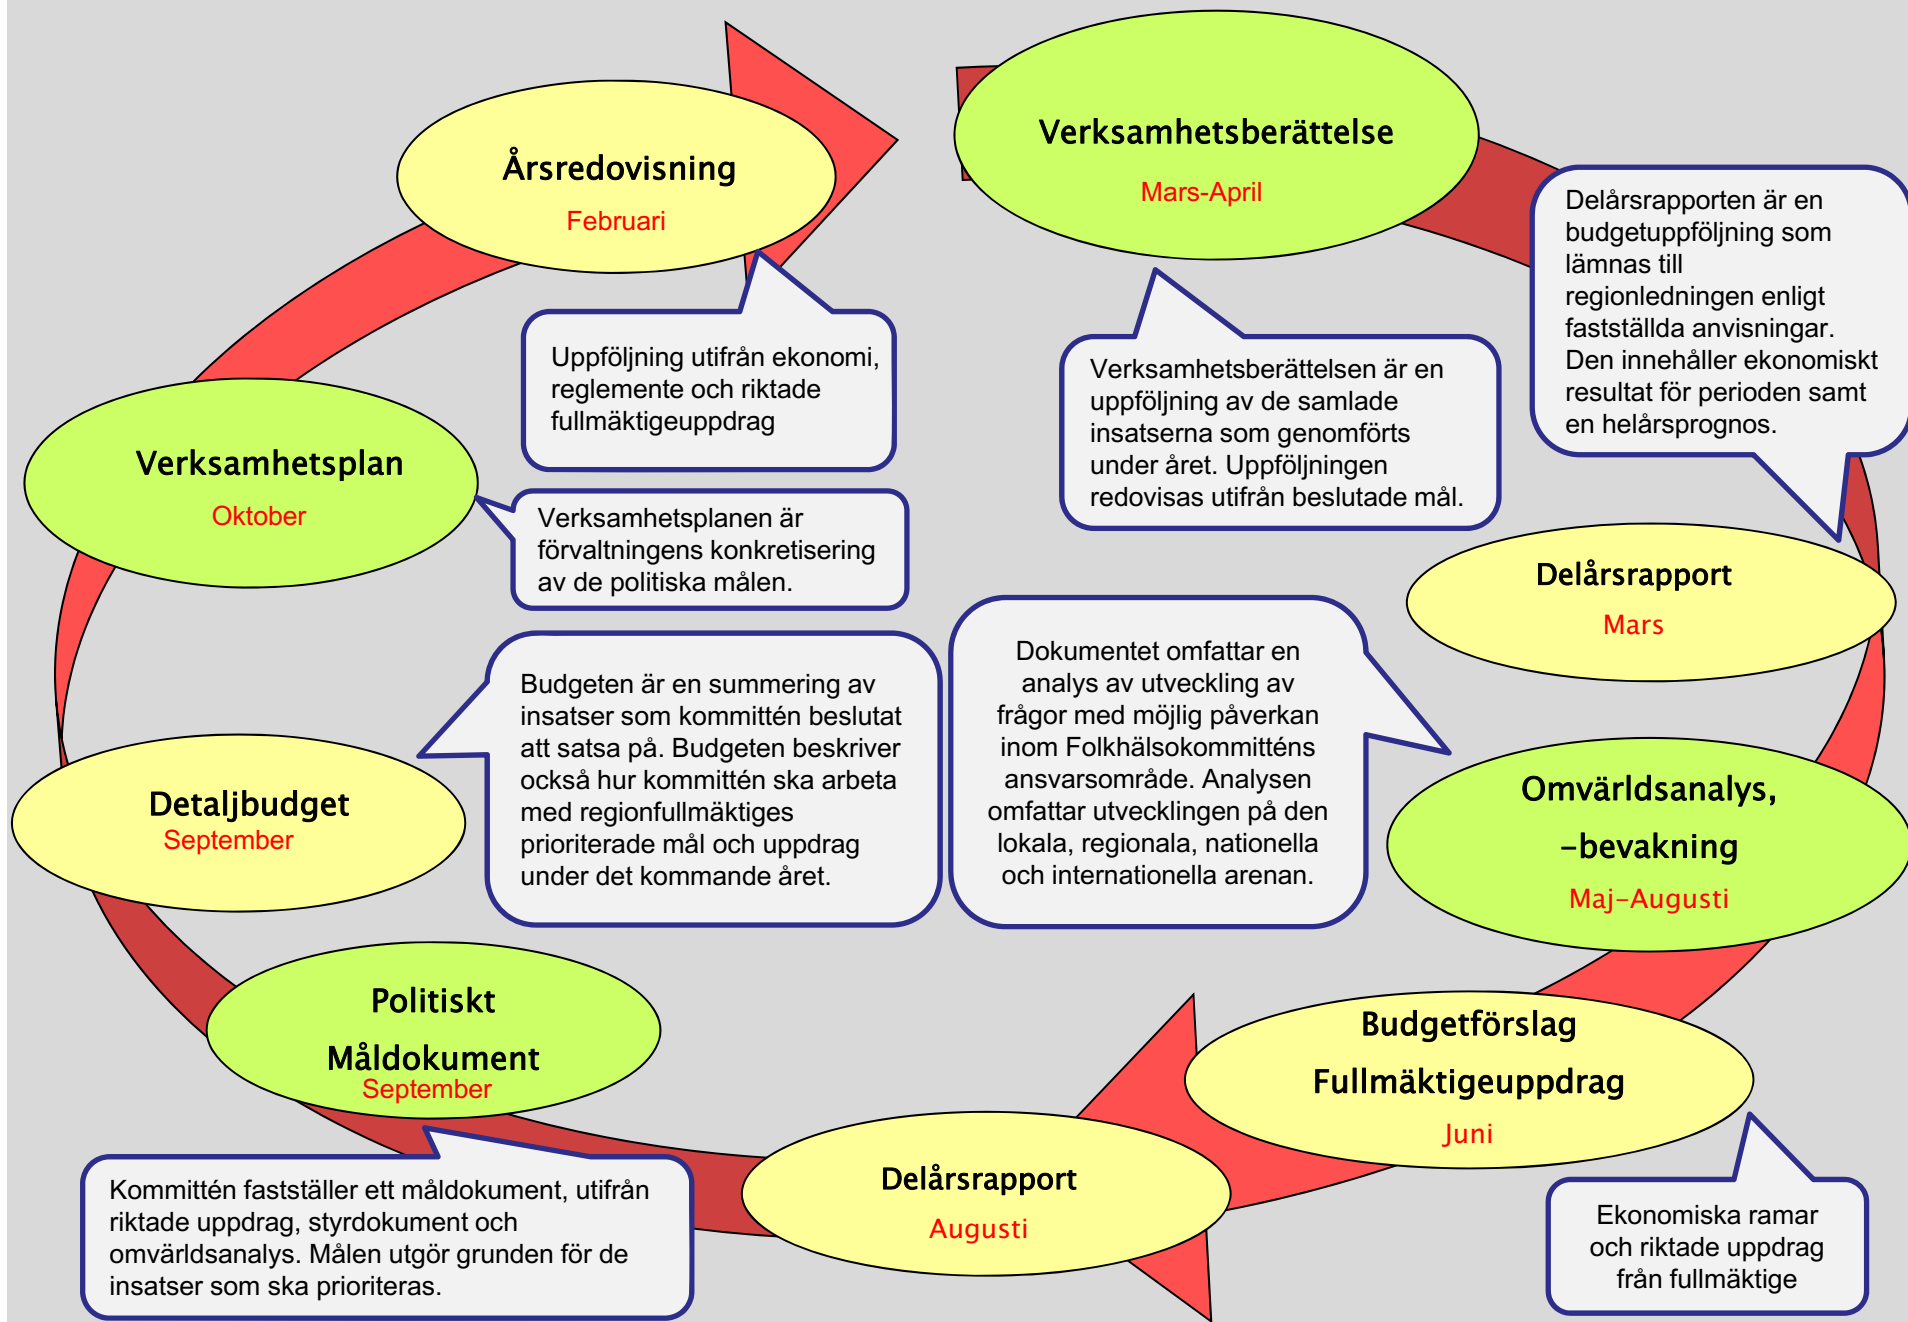 Årsredovisning
Februari
Uppföljning utifrån ekonomi,
reglemente och riktade
fullmäktigeuppdrag
Verksamhetsberättelse
Mars-April
Verksamhetsberättelsen är en
uppföljning av de samlade
insatserna som genomförts
under året. Uppföljningen
redovisas utifrån beslutade mål.
Delårsrapporten är en
budgetuppföljning som
lämnas till
regionledningen enligt
fastställda anvisningar.
Den innehåller ekonomiskt
resultat för perioden samt
en helårsprognos.
Delårsrapport
Mars
Dokumentet omfattar en
analys av utveckling av
frågor med möjlig påverkan
inom Folkhälsokommitténs
ansvarsområde. Analysen
omfattar utvecklingen på den
lokala, regionala, nationella
och internationella arenan.
Omvärldsanalys,
-bevakning
Maj-Augusti
Budgetförslag
Fullmäktigeuppdrag
Juni
Ekonomiska ramar
och riktade uppdrag
från fullmäktige
Delårsrapport
Augusti
Politiskt
Måldokument
September
Kommittén fastställer ett måldokument, utifrån
riktade uppdrag, styrdokument och
omvärldsanalys. Målen utgör grunden för de
insatser som ska prioriteras.
Detaljbudget
September
Budgeten är en summering av
insatser som kommittén beslutat
att satsa på. Budgeten beskriver
också hur kommittén ska arbeta
med regionfullmäktiges
prioriterade mål och uppdrag
under det kommande året.
Verksamhetsplan
Oktober
Verksamhetsplanen är
förvaltningens konkretisering
av de politiska målen.